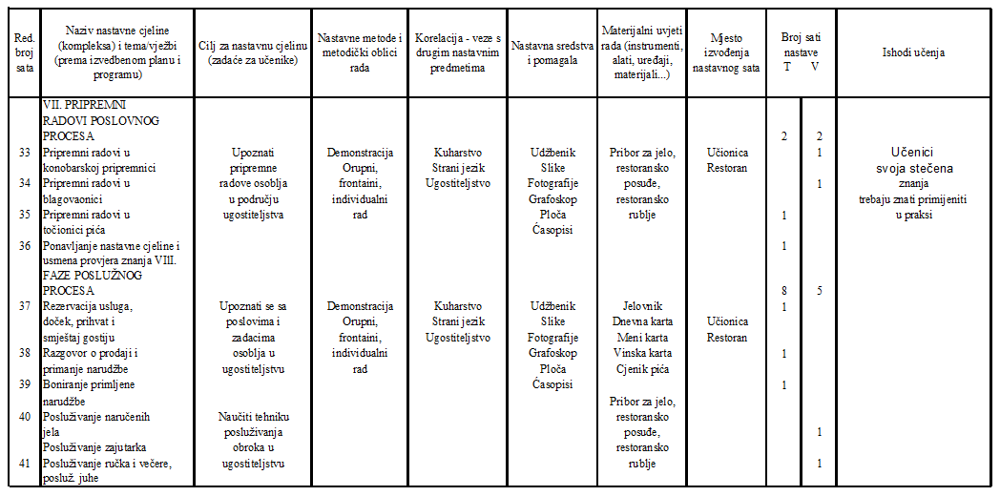 Red. broj sata | Naziv nastavne cjeline (kompleksa) i tema/vježbi (prema izvedbenom planu i programu) | Cilj za nastavnu cjelinu (zadaće za učenike) | Nastavne metode i metodički oblici rada | Korelacija - veze s drugim nastavnim predmetima | Nastavna sredstva i pomagala | Materijalni uvjeti rada (instrumenti, alati, uređaji, materijali...) | Mjesto izvođenja nastavnog sata | Broj sati nastave T V | Ishodi učenja
VII. PRIPREMNI
RADOVI POSLOVNOG
PROCESA | 2 | 2
33 | Pripremni radovi u | Upoznati | Demonstracija | Kuharstvo | Udžbenik | Pribor za jelo, | Učionica | 1 | Učenici
konobarskoj pripremnici | pripremne | Orupni, | Strani jezik | Slike | restoransko | Restoran | svoja stečena
34 | Pripremni radovi u | radove osoblja | frontaini, | Ugostiteljstvo | Fotografije | posuđe, | 1 | znanja
blagovaonici | u području | individualni | Grafoskop | restoransko | trebaju znati primijeniti
35 | Pripremni radovi u | ugostiteljstva | rad | Ploča | rublje | 1 | u praksi
točionici pića | Ćasopisi
36 | Ponavljanje nastavne cjeline i | 1
usmena provjera znanja VIII.
FAZE POSLUŽNOG
PROCESA | 8 | 5
37 | Rezervacija usluga, | Upoznati se sa | Demonstracija | Kuharstvo | Udžbenik | Jelovnik | 1
doček, prihvat i | poslovima i | Orupni, | Strani jezik | Slike | Dnevna karta | Učionica
smještaj gostiju | zadacima | frontaini, | Ugostiteljstvo | Fotografije | Meni karta | Restoran
38 | Razgovor o prodaji i | osoblja u | individualni | Grafoskop | Vinska karta | 1
primanje narudžbe | ugostiteljstvu | rad | Ploča | Cjenik pića
39 | Boniranje primljene | Ćasopisi | 1
narudžbe | Pribor za jelo,
40 | Posluživanje naručenih | Naučiti tehniku | restoransko
jela | posluživanja | posuđe, | 1
Posluživanje zajutarka | obroka u | restoransko
41 | Posluživanje ručka i večere, | ugostiteljstvu | rublje | 1
posluž. juhe